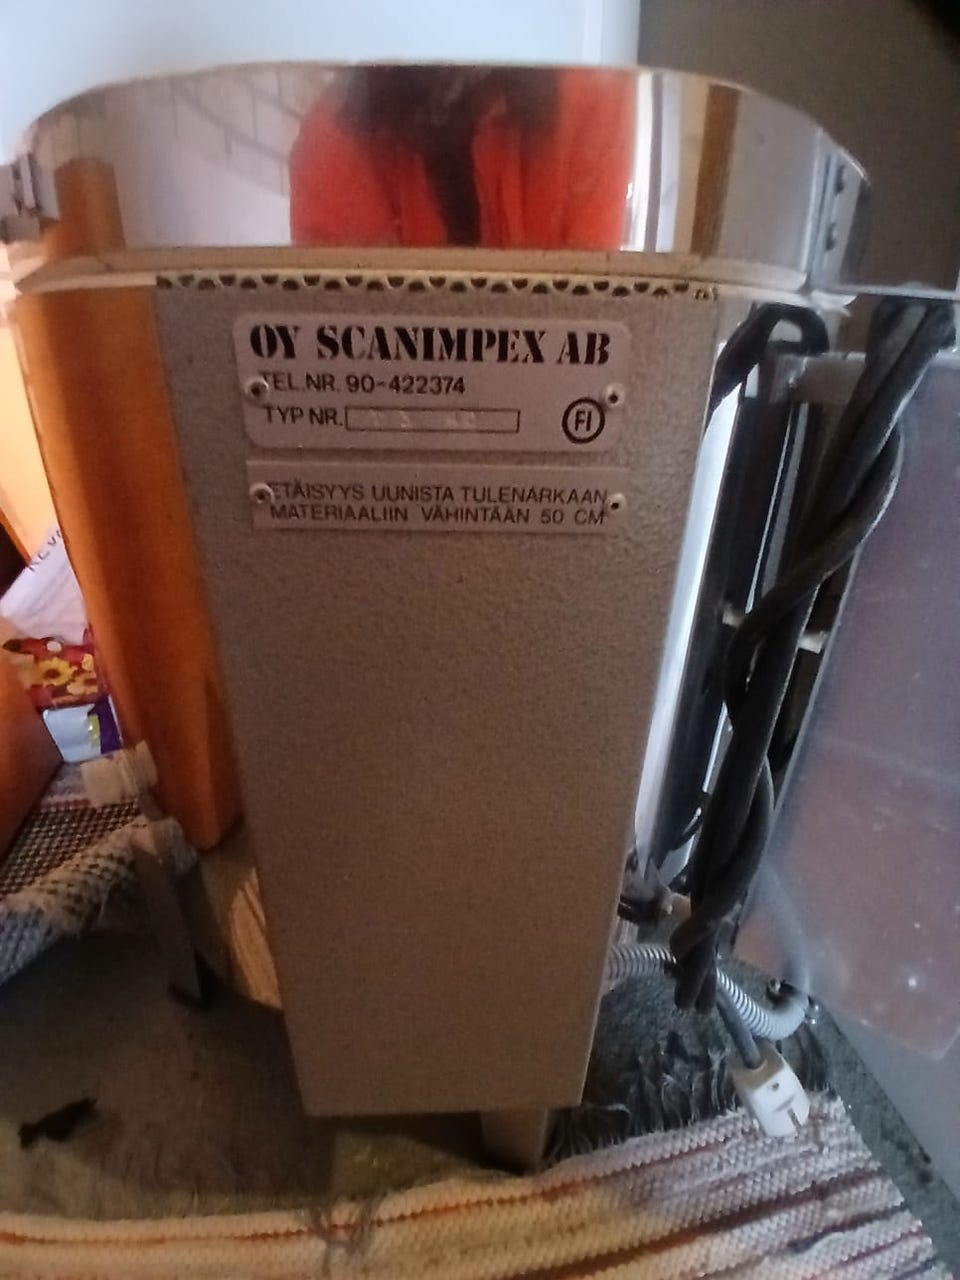 OY SCANIMPEX AB
TEL.NR. 90-422374
TYP NR.
FI
ETÄISYYS UUNISTA TULENARKAAN
MATERIAALIIN VÄHINTÄÄN 50 CM